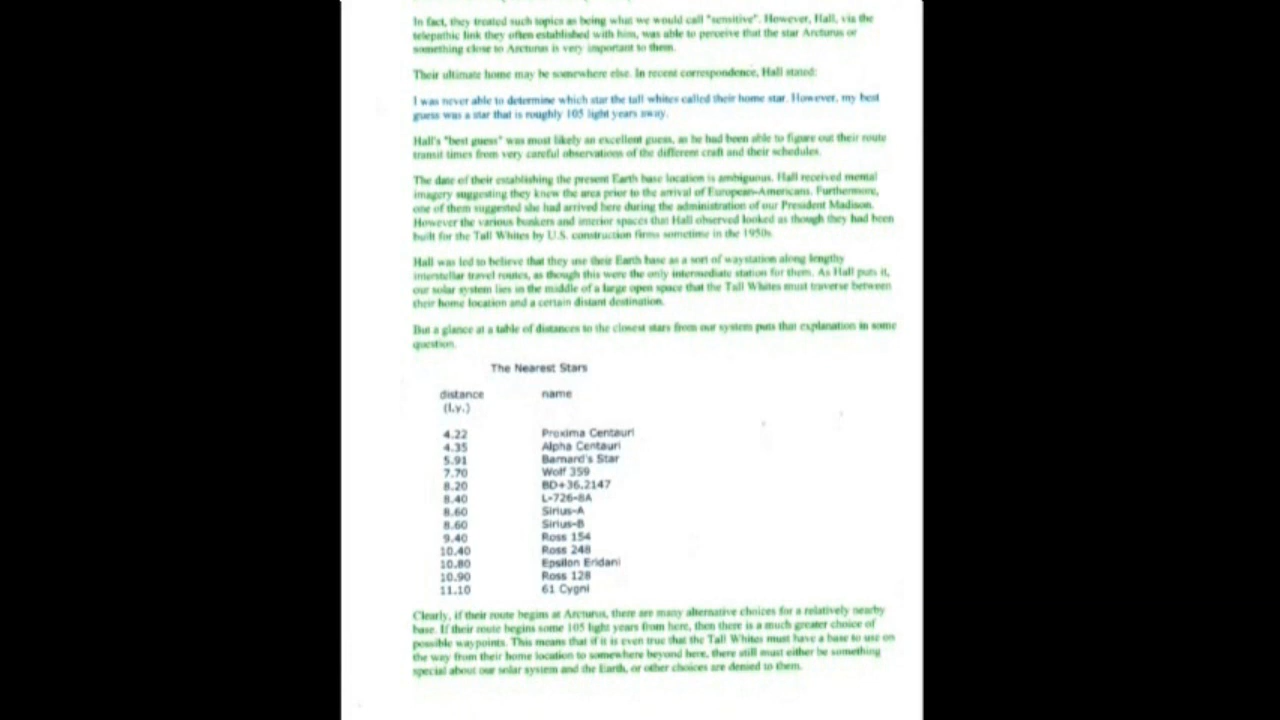 In fact, they treated such topics as being what we would call "sensitive". However, Hall, via the
telepathic link they often established with him, was able to perceive that the star Arcturus or
something close to Arcturus is very important to them.
Their ultimate home may be somewhere else. In recent correspondence, Hall stated:
I was never able to determine which star the tall whites called their home star. However, my best
guess was a star that is roughly 105 light years away.
Hall's "best guess" was most likely an excellent guess, as he had been able to figure out their route
transit times from very careful observations of the different craft and their schedules.
The date of their establishing the present Earth base location is ambiguous. Hall received mental
imagery suggesting they knew the area prior to the arrival of European-Americans. Furthermore,
one of them suggested she had arrived here during the administration of our President Madison.
However the various bunkers and interior spaces that Hall observed looked as though they had been
built for the Tall Whites by U.S. construction firms sometime in the 1950s.
Hall was led to believe that they use their Earth base as a sort of waystation along lengthy
interstellar travel routes, as though this were the only intermediate station for them. As Hall puts it,
our solar system lies in the middle of a large open space that the Tall Whites must traverse between
their home location and a certain distant destination.
But a glance at a table of distances to the closest stars from our system puts that explanation in some
question.
The Nearest Stars
distance name
(l.y.)
4.22 Proxima Centauri
4.35 Alpha Centauri
5.91 Barnard's Star
7.70 Wolf 359
8.20 BD+36.2147
8.40 L-726-8A
8.60 Sirius-A
8.60 Sirius-B
9.40 Ross 154
10.40 Ross 248
10.80 Epsilon Eridani
10.90 Ross 128
11.10 61 Cygni
Clearly, if their route begins at Arcturus, there are many alternative choices for a relatively nearby
base. If their route begins some 105 light years from here, then there is a much greater choice of
possible waypoints. This means that if it is even true that the Tall Whites must have a base to use on
the way from their home location to somewhere beyond here, there still must either be something
special about our solar system and the Earth, or other choices are denied to them.